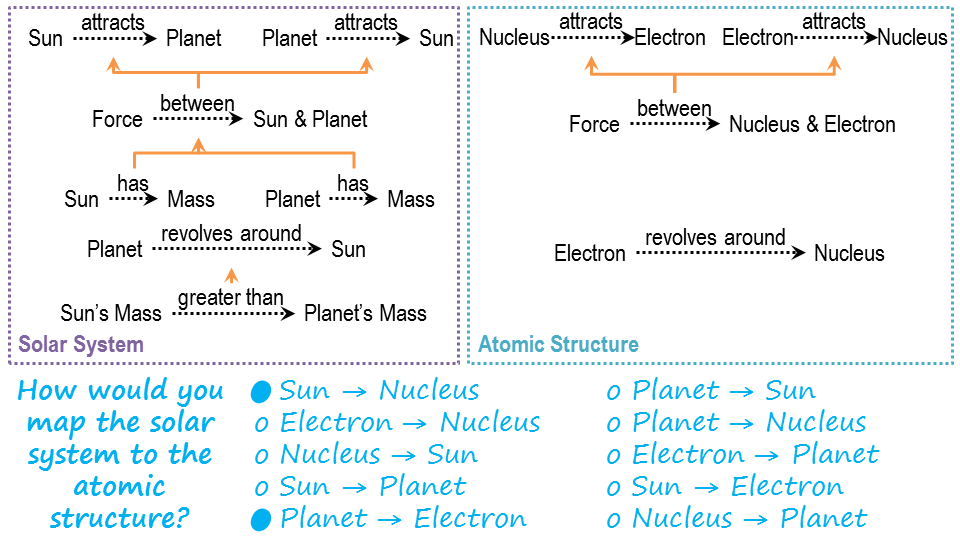 attracts attracts
Sun Planet Planet Sun
between
Force Sun & Planet
has has
Sun Mass Planet Mass
revolves around
Planet Sun
greater than
Sun's Mass Planet's Mass
Solar System
attracts attracts
Nucleus Electron Electron Nucleus
between
Force Nucleus & Electron
revolves around
Electron Nucleus
Atomic Structure
How would you
map the solar
system to the
atomic
structure?
● Sun → Nucleus
o Electron → Nucleus
o Nucleus → Sun
o Sun → Planet
● Planet → Electron
o Planet → Sun
o Planet → Nucleus
o Electron → Planet
o Sun → Electron
o Nucleus → Planet